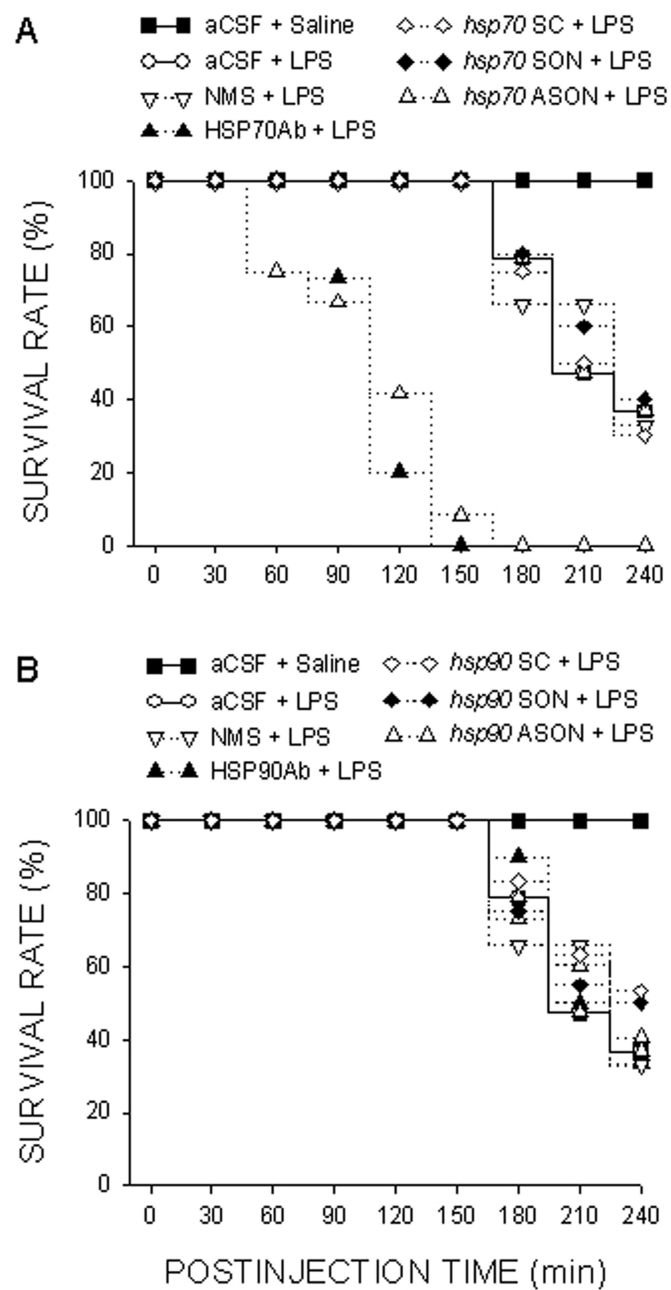 A
aCSF + Saline
aCSF + LPS
NMS + LPS
HSP70Ab + LPS
hsp70 SC + LPS
hsp70 SON + LPS
hsp70 ASON + LPS
SURVIVAL RATE (%)
100
80
60
40
20
0
0 30 60 90 120 150 180 210 240
B
aCSF + Saline
aCSF + LPS
NMS + LPS
HSP90Ab + LPS
hsp90 SC + LPS
hsp90 SON + LPS
hsp90 ASON + LPS
SURVIVAL RATE (%)
100
80
60
40
20
0
0 30 60 90 120 150 180 210 240
POSTINJECTION TIME (min)